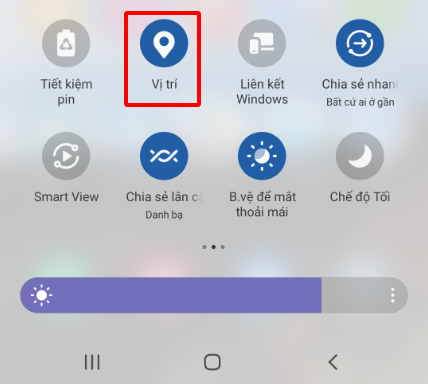 Tiết kiệm
pin
Vị trí
Liên kết
Windows
Chia sẻ nhanh
Bất cứ ai ở gần
Smart View
Chia sẻ lân c
Danh bạ
B.vệ để mắt
thoải mái
Chế độ Tối